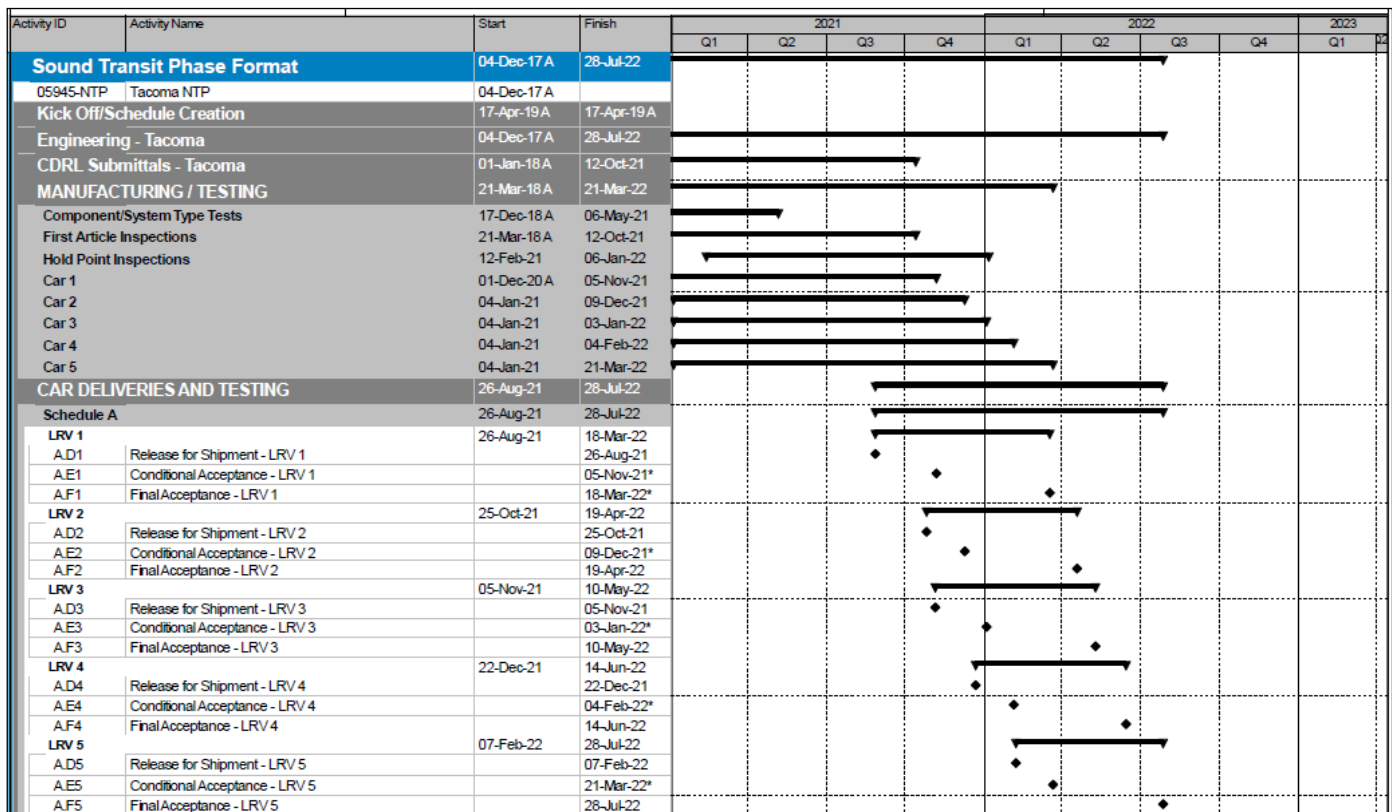 Activity ID Activity Name Start Finish 2021 2022 2023
Q1 Q2 Q3 Q4 Q1 Q2 Q3 Q4 Q1 Q2
Sound Transit Phase Format 04-Dec-17 A 28-Jul-22
05945-NTP Tacoma NTP 04-Dec-17 A
Kick Off/Schedule Creation 17-Apr-19 A 17-Apr-19 A
Engineering - Tacoma 04-Dec-17 A 28-Jul-22
CDRL Submittals - Tacoma 01-Jan-18 A 12-Oct-21
MANUFACTURING / TESTING 21-Mar-18 A 21-Mar-22
Component/System Type Tests 17-Dec-18 A 06-May-21
First Article Inspections 21-Mar-18 A 12-Oct-21
Hold Point Inspections 12-Feb-21 06-Jan-22
Car 1 01-Dec-20 A 05-Nov-21
Car 2 04-Jan-21 09-Dec-21
Car 3 04-Jan-21 03-Jan-22
Car 4 04-Jan-21 04-Feb-22
Car 5 04-Jan-21 21-Mar-22
CAR DELIVERIES AND TESTING 26-Aug-21 28-Jul-22
Schedule A 26-Aug-21 28-Jul-22
LRV 1 26-Aug-21 18-Mar-22
A.D1 Release for Shipment - LRV 1 26-Aug-21
A.E1 Conditional Acceptance - LRV 1 05-Nov-21*
A.F1 Final Acceptance - LRV 1 18-Mar-22*
LRV 2 25-Oct-21 19-Apr-22
A.D2 Release for Shipment - LRV 2 25-Oct-21
A.E2 Conditional Acceptance - LRV 2 09-Dec-21*
A.F2 Final Acceptance - LRV 2 19-Apr-22
LRV 3 05-Nov-21 10-May-22
A.D3 Release for Shipment - LRV 3 05-Nov-21
A.E3 Conditional Acceptance - LRV 3 03-Jan-22*
A.F3 Final Acceptance - LRV 3 10-May-22
LRV 4 22-Dec-21 14-Jun-22
A.D4 Release for Shipment - LRV 4 22-Dec-21
A.E4 Conditional Acceptance - LRV 4 04-Feb-22*
A.F4 Final Acceptance - LRV 4 14-Jun-22
LRV 5 07-Feb-22 28-Jul-22
A.D5 Release for Shipment - LRV 5 07-Feb-22
A.E5 Conditional Acceptance - LRV 5 21-Mar-22*
A.F5 Final Acceptance - LRV 5 28-Jul-22